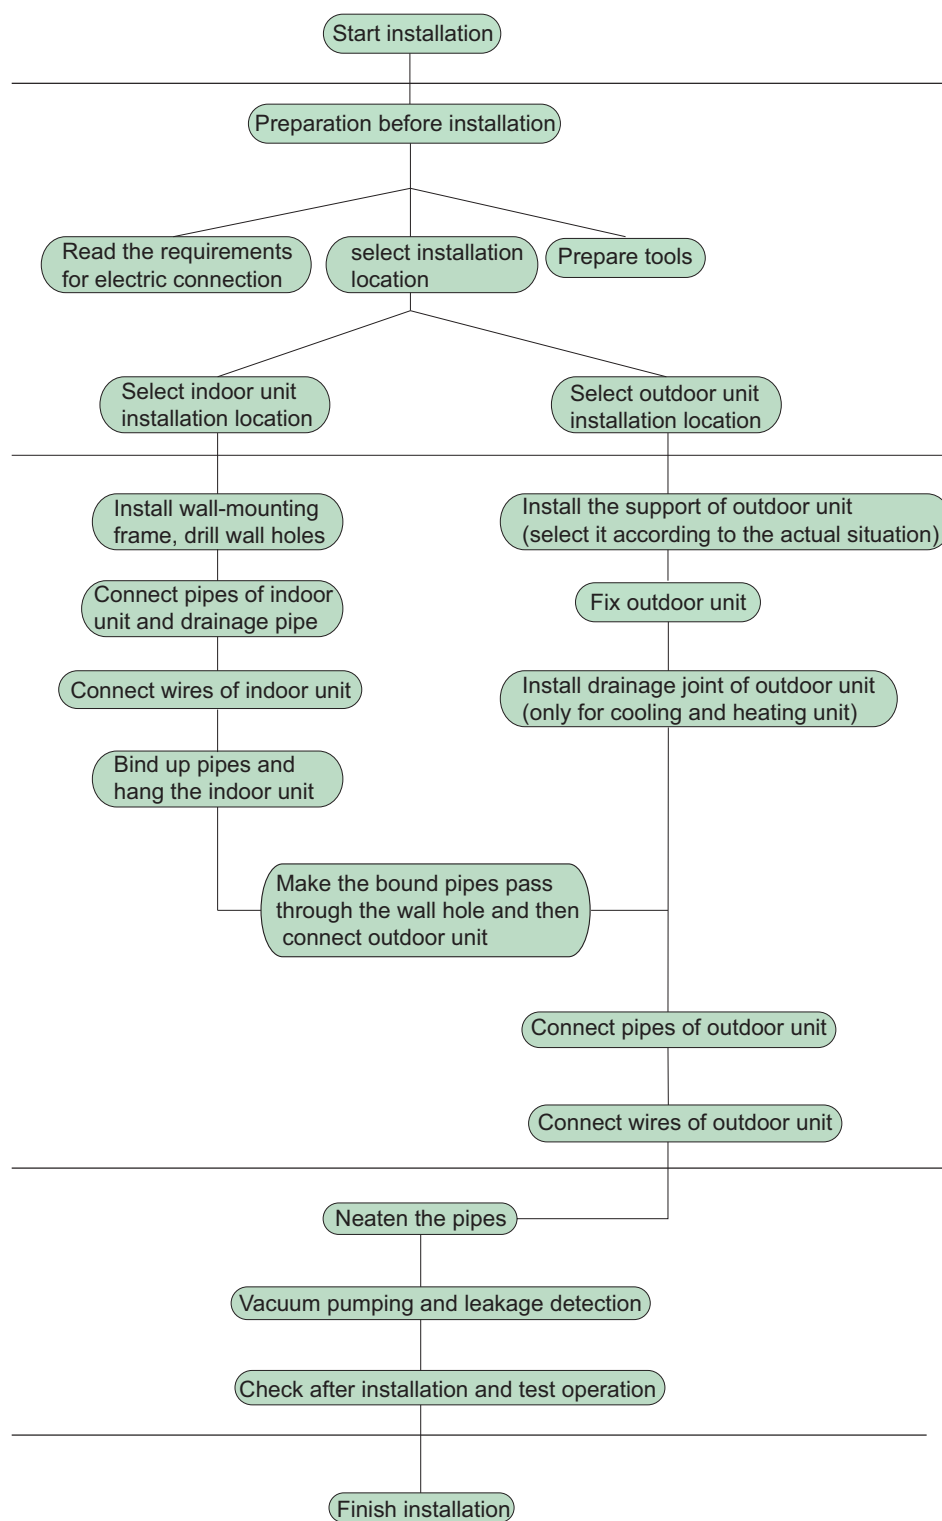 Start installation
Preparation before installation
Read the requirements
for electric connection
select installation
location
Prepare tools
Select indoor unit
installation location
Select outdoor unit
installation location
Install wall-mounting
frame, drill wall holes
Install the support of outdoor unit
(select it according to the actual situation)
Connect pipes of indoor
unit and drainage pipe
Fix outdoor unit
Connect wires of indoor unit
Install drainage joint of outdoor unit
(only for cooling and heating unit)
Bind up pipes and
hang the indoor unit
Make the bound pipes pass
through the wall hole and then
connect outdoor unit
Connect pipes of outdoor unit
Connect wires of outdoor unit
Neaten the pipes
Vacuum pumping and leakage detection
Check after installation and test operation
Finish installation